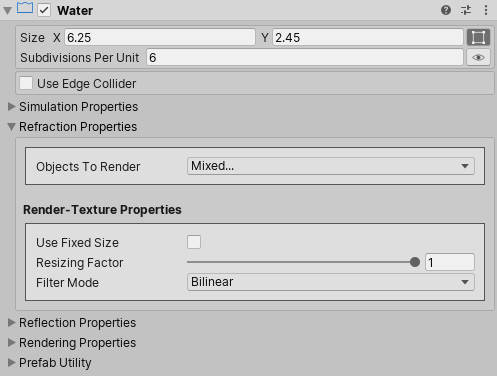 Water
Size X 6.25 Y 2.45
Subdivisions Per Unit 6
Use Edge Collider
Simulation Properties
Refraction Properties
Objects To Render Mixed...
Render-Texture Properties
Use Fixed Size
Resizing Factor 1
Filter Mode Bilinear
Reflection Properties
Rendering Properties
Prefab Utility